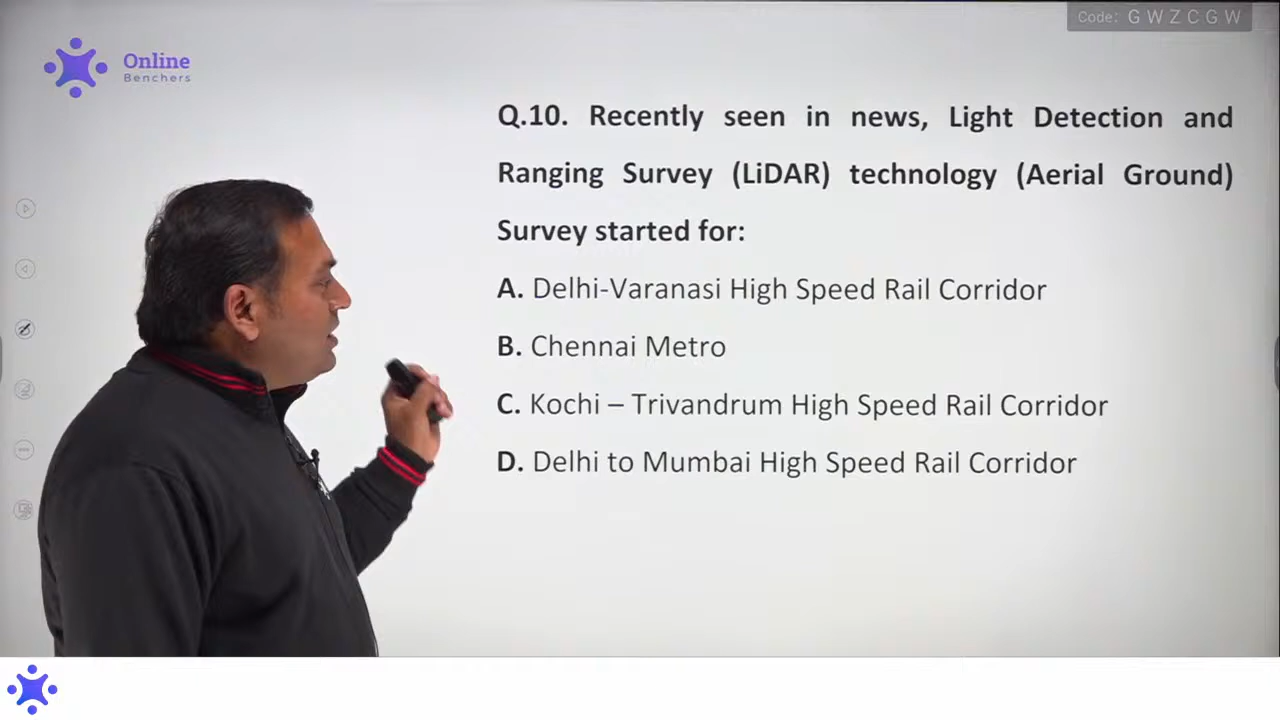 Code: G W Z C G W
Online
Benchers
Q.10. Recently seen in news, Light Detection and
Ranging Survey (LiDAR) technology (Aerial Ground)
Survey started for:
A. Delhi-Varanasi High Speed Rail Corridor
B. Chennai Metro
C. Kochi – Trivandrum High Speed Rail Corridor
D. Delhi to Mumbai High Speed Rail Corridor